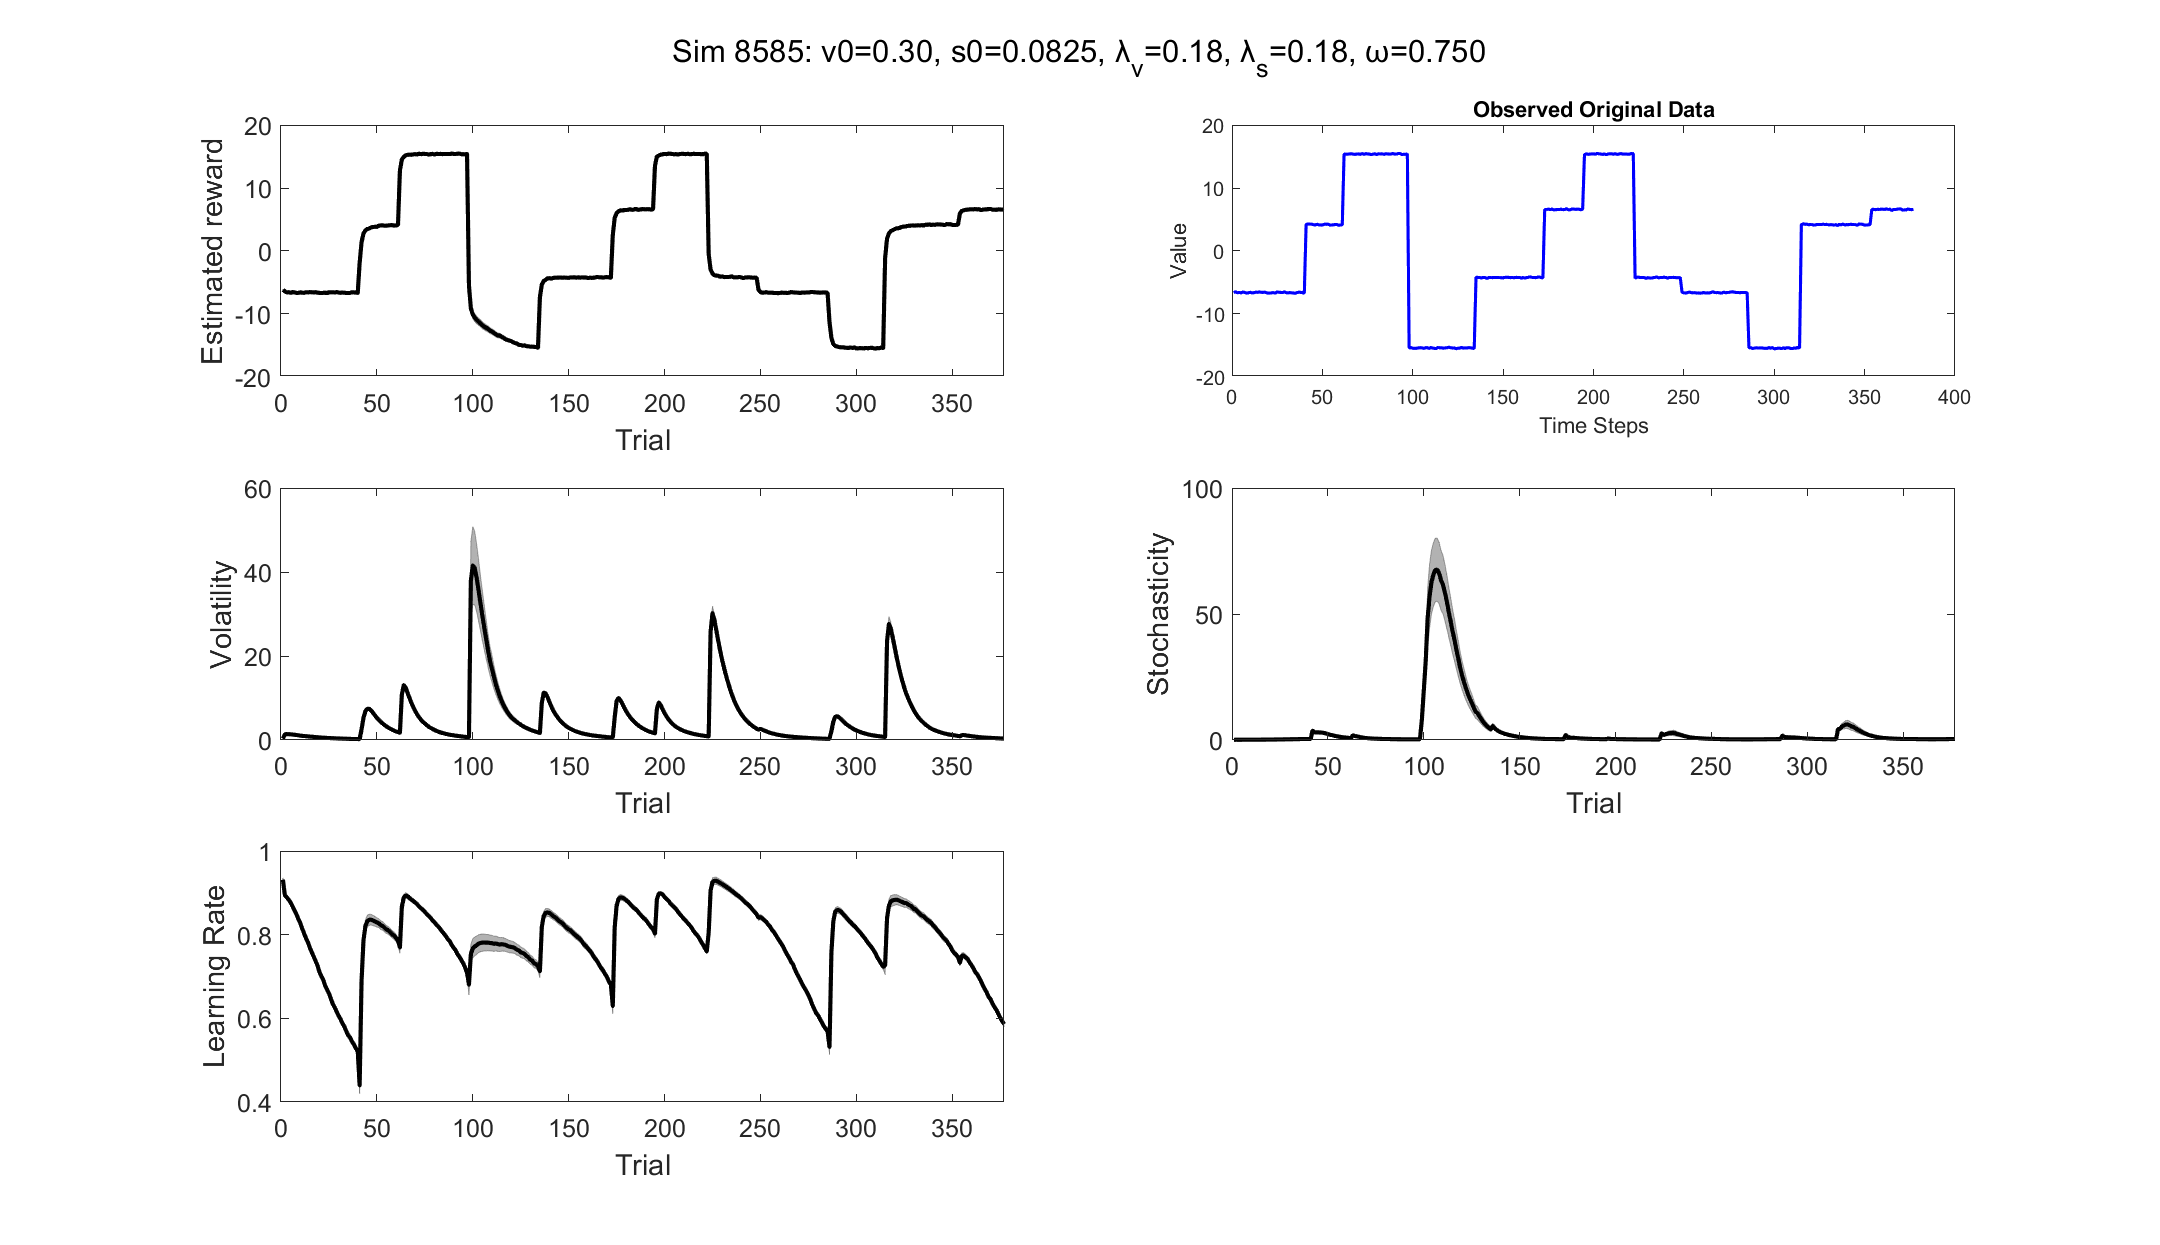 Sim 8585: v0=0.30, s0=0.0825, λv=0.18, λs=0.18, ω=0.750
20
10
0
-10
-20
Estimated reward
0 50 100 150 200 250 300 350
Trial
Observed Original Data
20
10
0
-10
-20
Value
0 50 100 150 200 250 300 350 400
Time Steps
60
40
20
0
Volatility
0 50 100 150 200 250 300 350
Trial
100
50
0
Stochasticity
0 50 100 150 200 250 300 350
Trial
1
0.8
0.6
0.4
Learning Rate
0 50 100 150 200 250 300 350
Trial